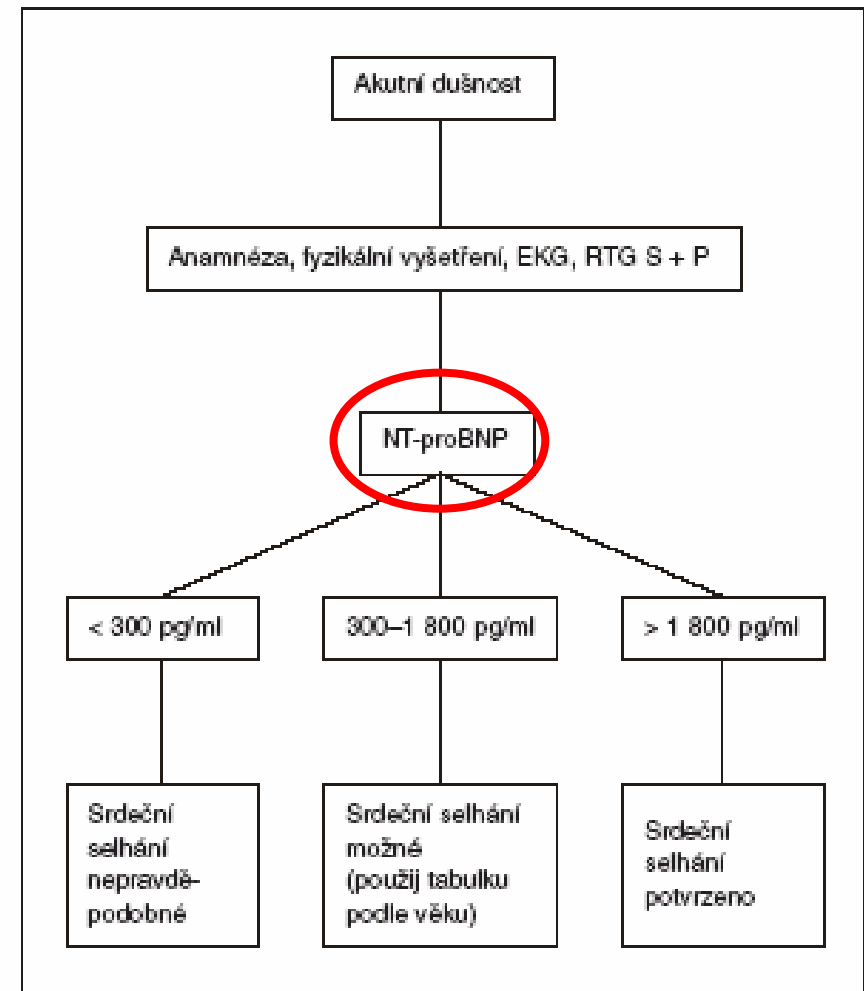 Akutní dušnost
Anamnéza, fyzikální vyšetření, EKG, RTG S + P
NT-proBNP
< 300 pg/ml
300–1 800 pg/ml
> 1 800 pg/ml
Srdeční
selhání
nepravdě-
podobné
Srdeční selhání
možné
(použij tabulku
podle věku)
Srdeční
selhání
potvrzeno